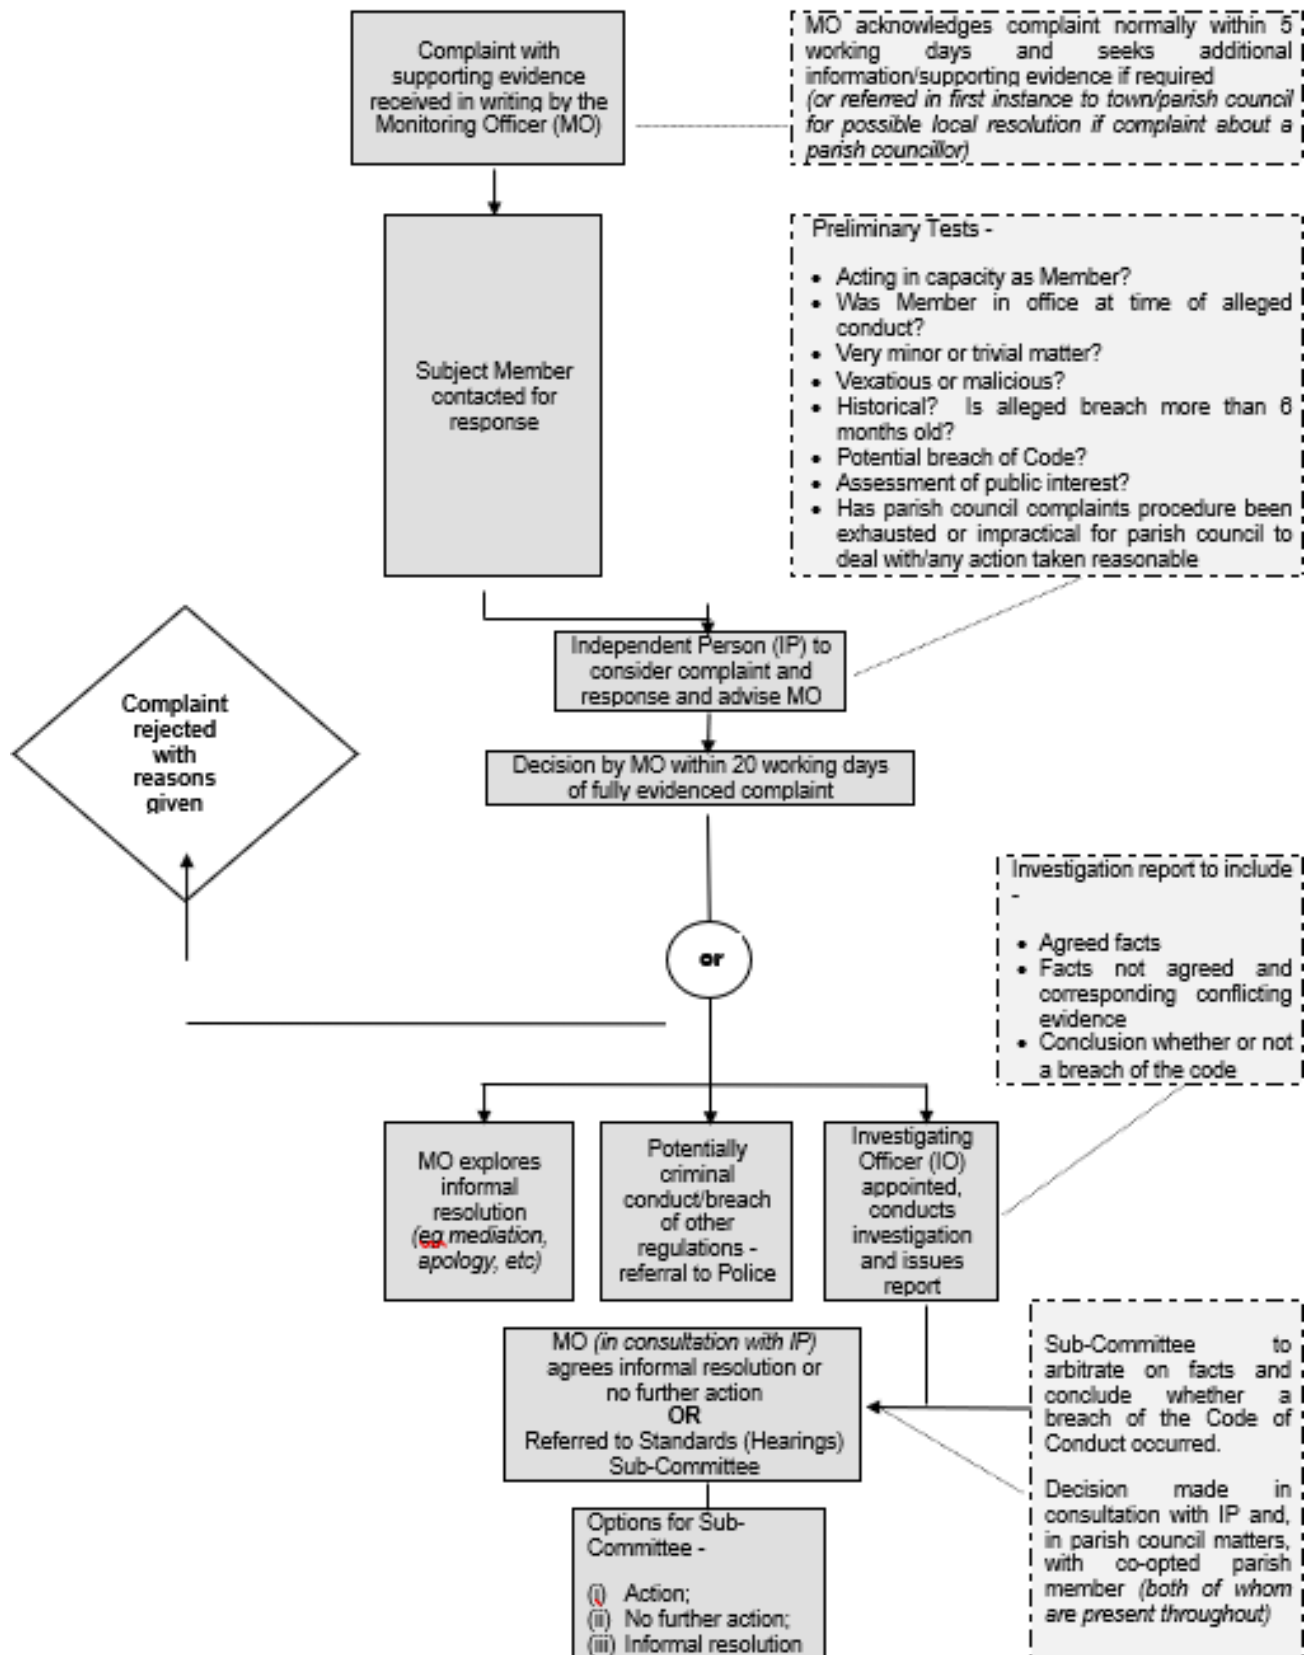 Complaint with
supporting evidence
received in writing by the
Monitoring Officer (MO)
MO acknowledges complaint normally within 5
working days and seeks additional
information/supporting evidence if required
(or referred in first instance to town/parish council
for possible local resolution if complaint about a
parish councillor)
Subject Member
contacted for
response
Preliminary Tests -
• Acting in capacity as Member?
• Was Member in office at time of alleged
conduct?
• Very minor or trivial matter?
• Vexatious or malicious?
• Historical? Is alleged breach more than 6
months old?
• Potential breach of Code?
• Assessment of public interest?
• Has parish council complaints procedure been
exhausted or impractical for parish council to
deal with/any action taken reasonable
Independent Person (IP) to
consider complaint and
response and advise MO
Complaint
rejected
with
reasons
given
Decision by MO within 20 working days
of fully evidenced complaint
or
Investigation report to include
-
• Agreed facts
• Facts not agreed and
corresponding conflicting
evidence
• Conclusion whether or not
a breach of the code
MO explores
informal
resolution
(eg mediation,
apology, etc)
Potentially
criminal
conduct/breach
of other
regulations -
referral to Police
Investigating
Officer (IO)
appointed,
conducts
investigation
and issues
report
MO (in consultation with IP)
agrees informal resolution or
no further action
OR
Referred to Standards (Hearings)
Sub-Committee
Sub-Committee to
arbitrate on facts and
conclude whether a
breach of the Code of
Conduct occurred.
Decision made in
consultation with IP and,
in parish council matters,
with co-opted parish
member (both of whom
are present throughout)
Options for Sub-
Committee -
(i) Action;
(ii) No further action;
(iii) Informal resolution